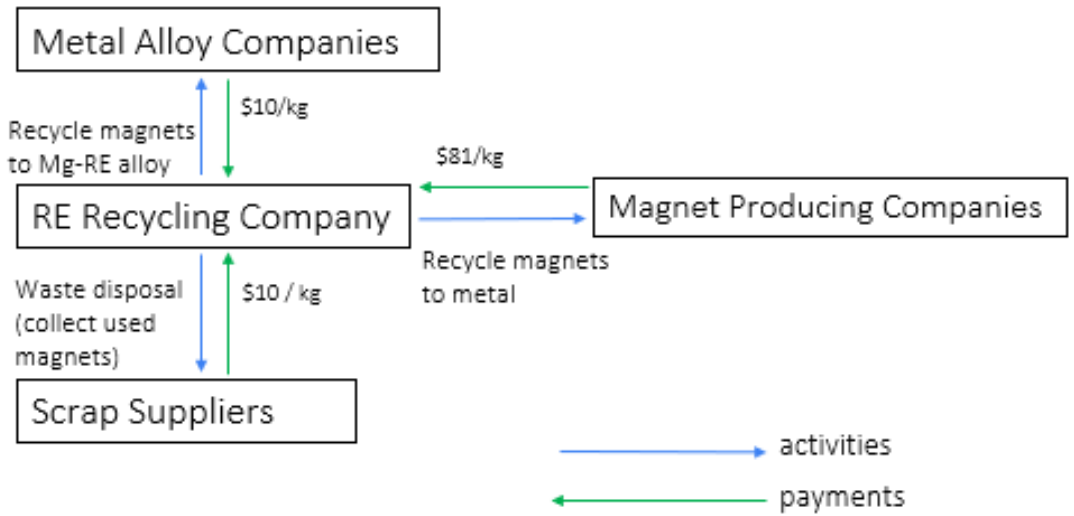 Metal Alloy Companies
$10/kg
Recycle magnets
to Mg-RE alloy
$81/kg
RE Recycling Company
Magnet Producing Companies
Recycle magnets
to metal
Waste disposal
(collect used
magnets)
$10 / kg
Scrap Suppliers
activities
payments